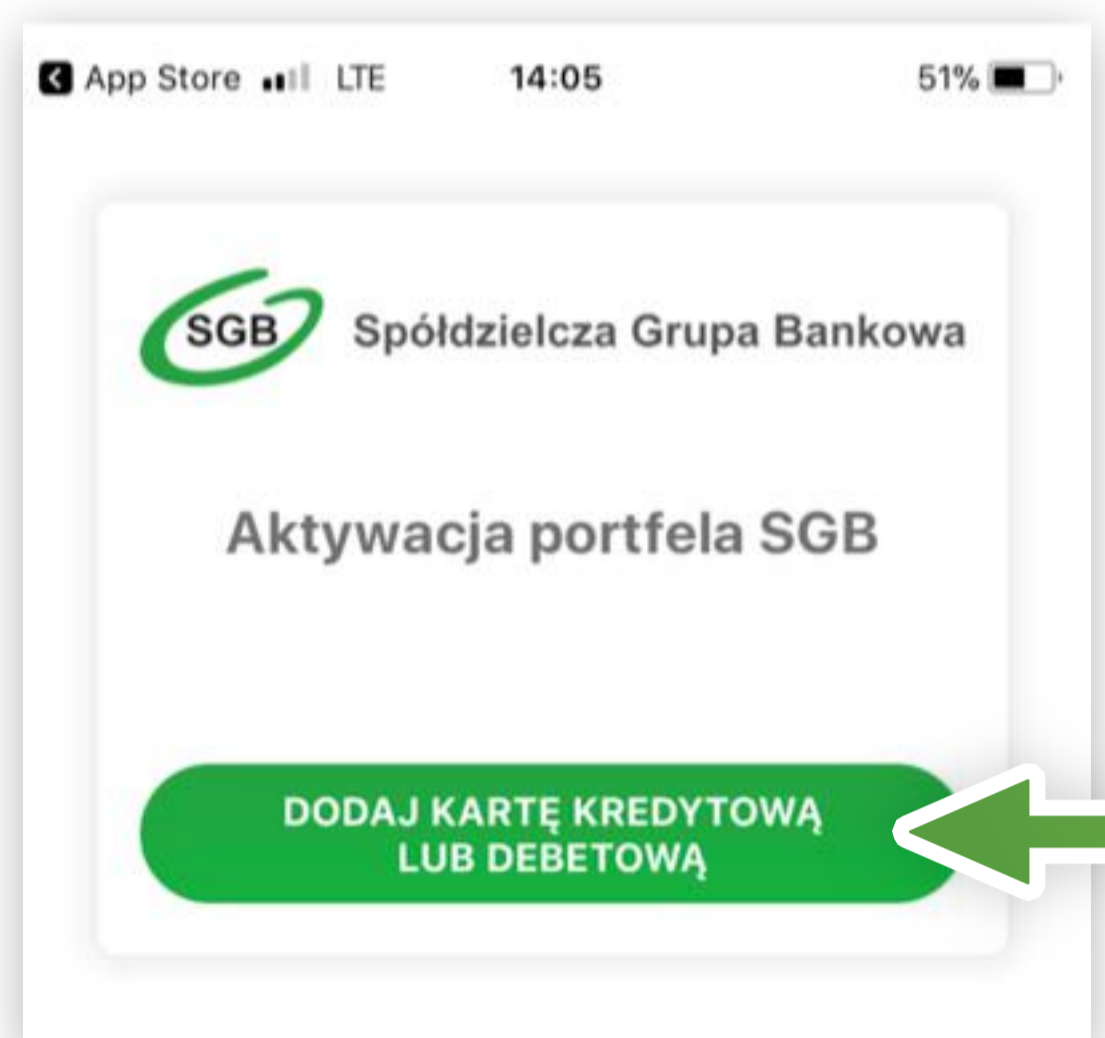 App Store LTE 14:05 51%
SGB Spółdzielcza Grupa Bankowa
Aktywacja portfela SGB
DODAJ KARTĘ KREDYTOWĄ
LUB DEBETOWĄ